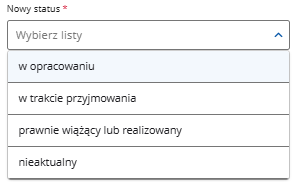 Nowy status *
Wybierz listy
w opracowaniu
w trakcie przyjmowania
prawnie wiążący lub realizowany
nieaktualny